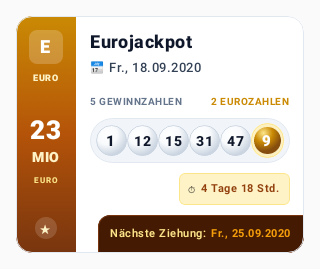 E
EURO
23
MIO
EURO
Eurojackpot
Fr., 18.09.2020
5 GEWINNZAHLEN
2 EUROZAHLEN
1 12 15 31 47 9
4 Tage 18 Std.
Nächste Ziehung: Fr., 25.09.2020